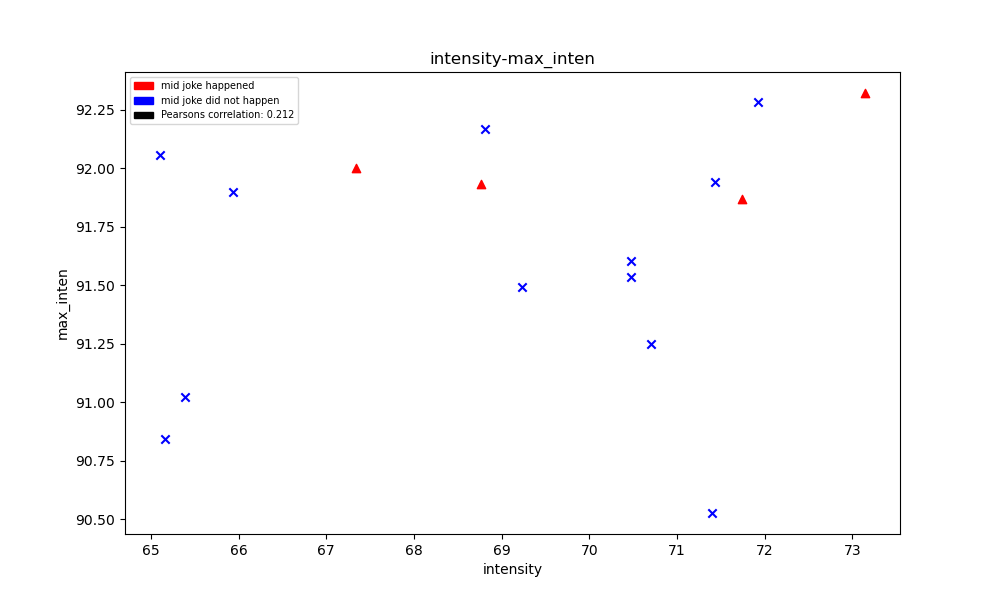 intensity-max_inten
mid joke happened
mid joke did not happen
Pearsons correlation: 0.212
92.25
92.00
91.75
91.50
91.25
91.00
90.75
90.50
max_inten
65 66 67 68 69 70 71 72 73
intensity